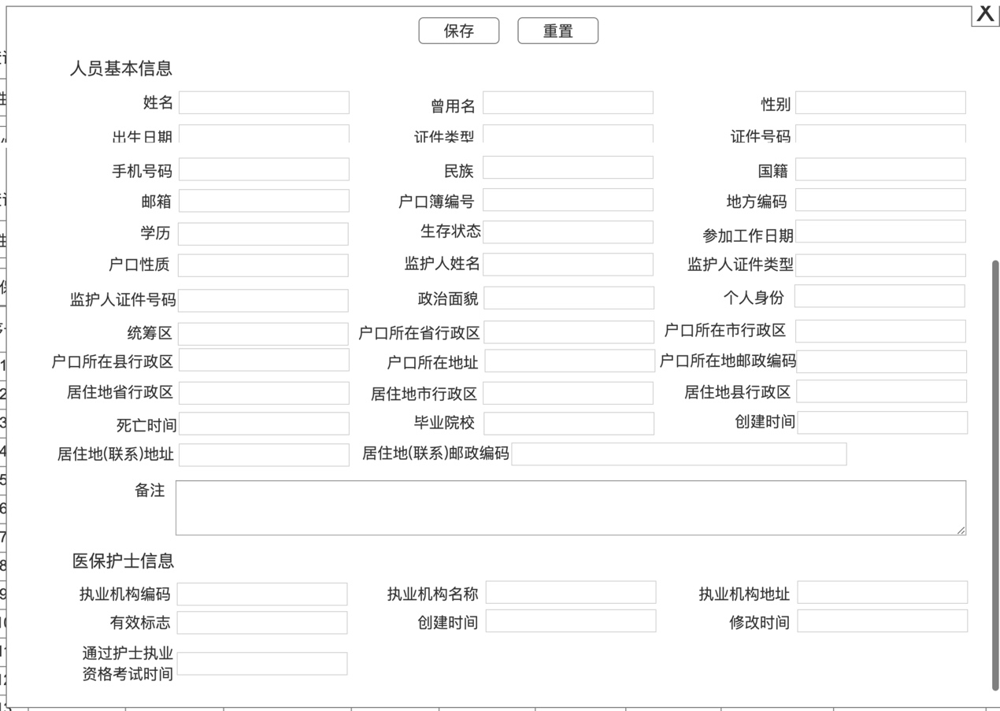 X
保存 重置
人员基本信息
姓名 曾用名 性别
出生日期 证件类型 证件号码
手机号码 民族 国籍
邮箱 户口簿编号 地方编码
学历 生存状态 参加工作日期
户口性质 监护人姓名 监护人证件类型
监护人证件号码 政治面貌 个人身份
统筹区 户口所在省行政区 户口所在市行政区
户口所在县行政区 户口所在地址 户口所在地邮政编码
居住地省行政区 居住地市行政区 居住地县行政区
死亡时间 毕业院校 创建时间
居住地(联系)地址 居住地(联系)邮政编码
备注
医保护士信息
执业机构编码 执业机构名称 执业机构地址
有效标志 创建时间 修改时间
通过护士执业
资格考试时间
1
2
3
4
5
6
7
8
9